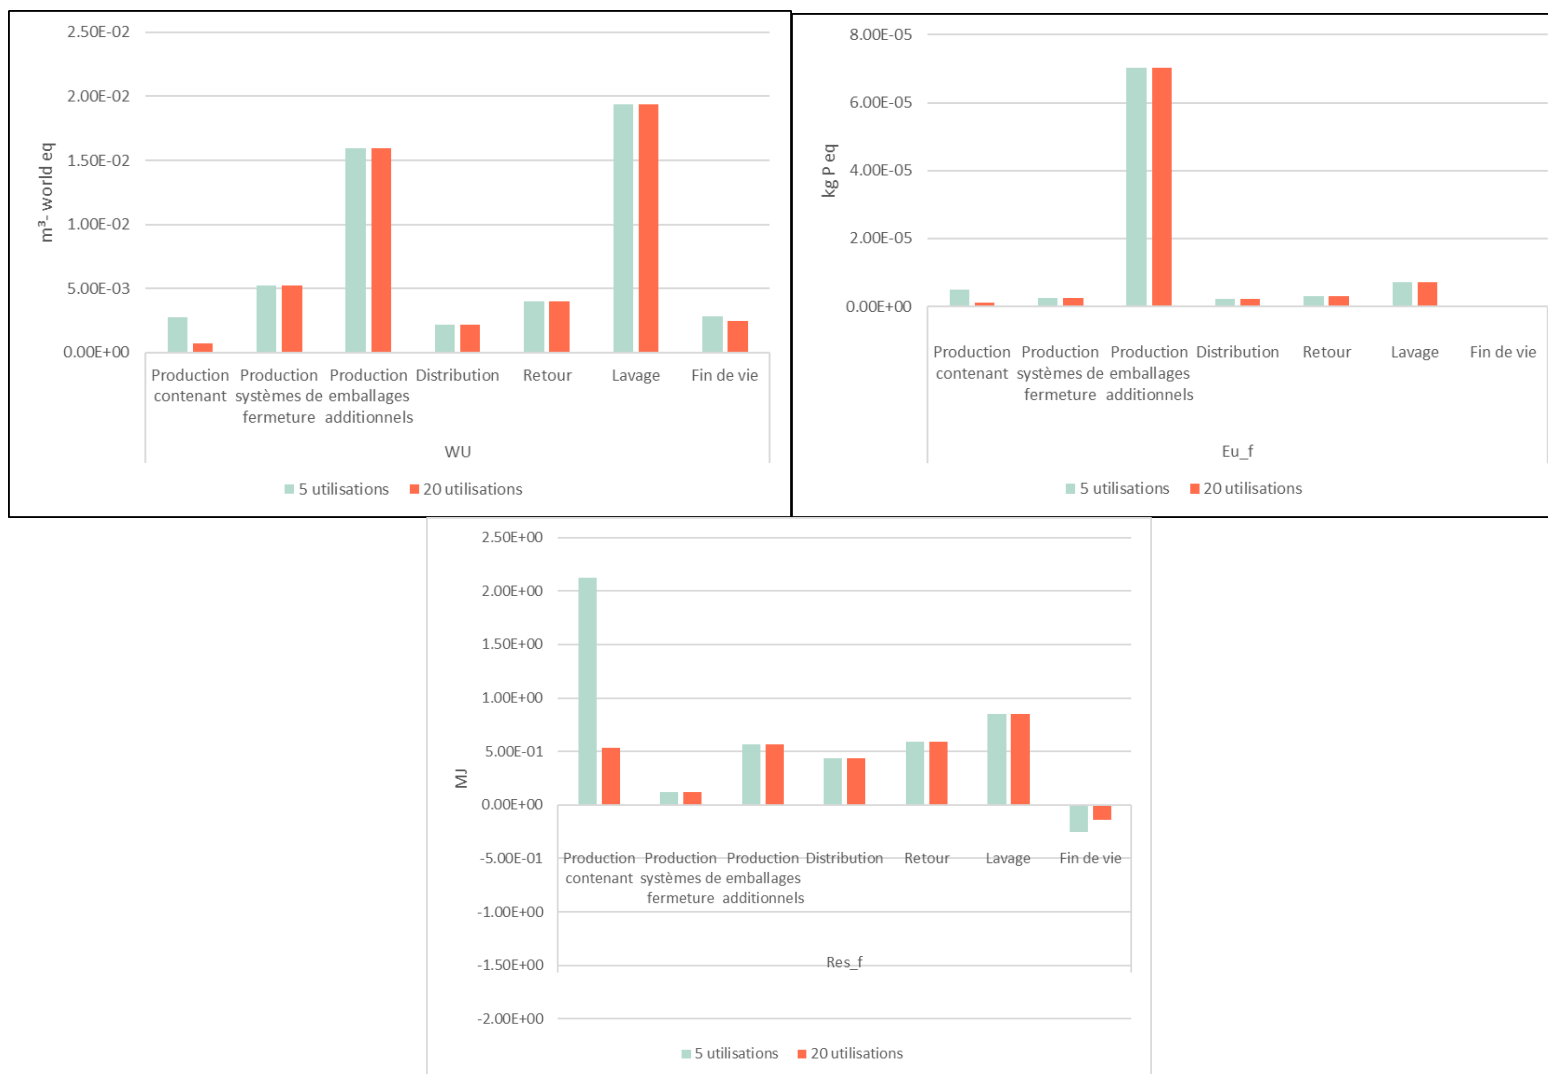 2.50E-02
2.00E-02
1.50E-02
1.00E-02
5.00E-03
0.00E+00
m³- world eq
Production Production Production Distribution Retour Lavage Fin de vie
contenant systèmes de emballages
fermeture additionnels
WU
5 utilisations 20 utilisations
8.00E-05
6.00E-05
4.00E-05
2.00E-05
0.00E+00
kg P eq
Production Production Production Distribution Retour Lavage Fin de vie
contenant systèmes de emballages
fermeture additionnels
Eu_f
5 utilisations 20 utilisations
2.50E+00
2.00E+00
1.50E+00
1.00E+00
5.00E-01
0.00E+00
-5.00E-01
-1.00E+00
-1.50E+00
-2.00E+00
MJ
Production Production Production Distribution Retour Lavage Fin de vie
contenant systèmes de emballages
fermeture additionnels
Res_f
5 utilisations 20 utilisations